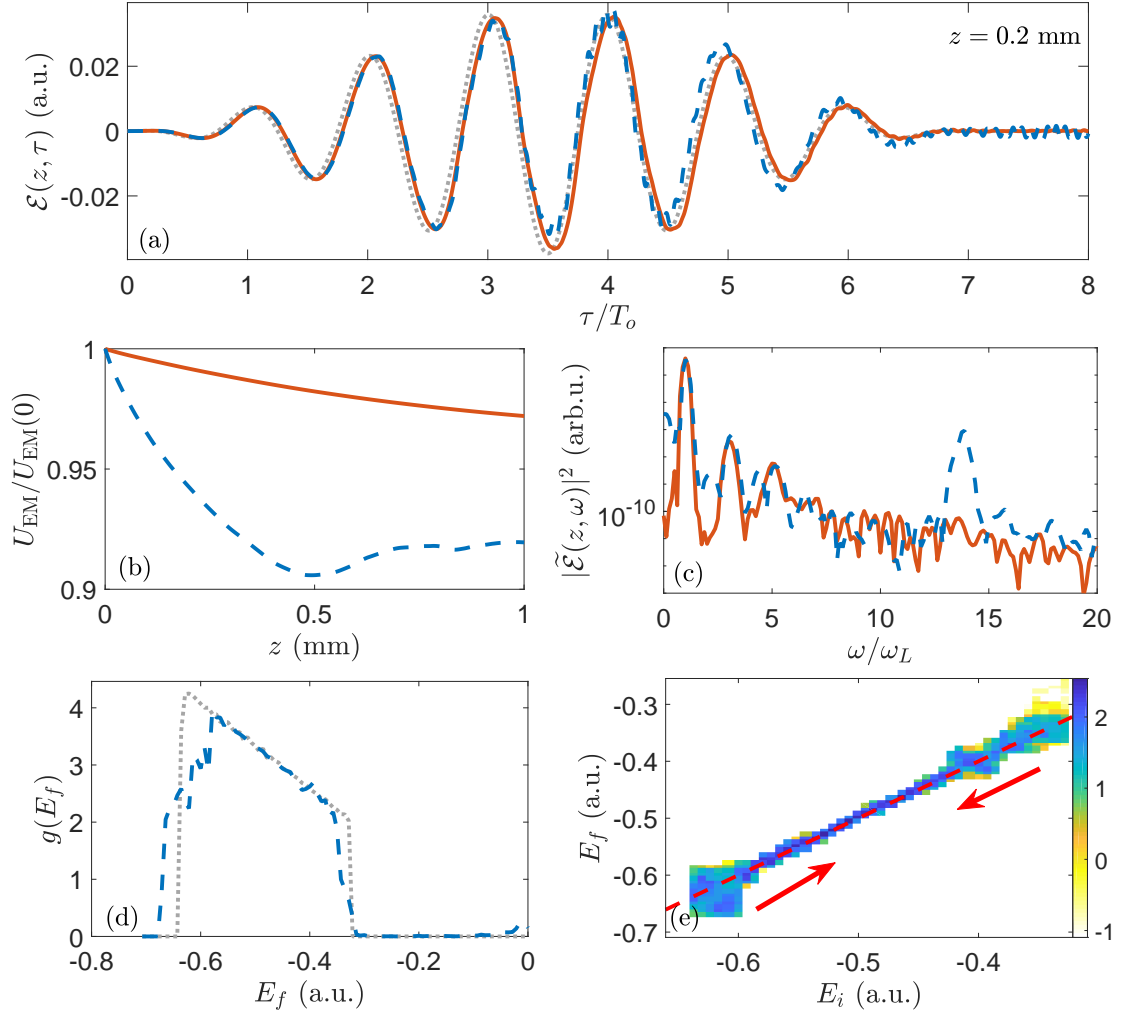 z = 0.2 mm
ℰ(z, τ) (a.u.)
0.02
0
-0.02
(a)
0 1 2 3 4 5 6 7 8
τ/T_o
U_EM/U_EM(0)
1
0.95
0.9
(b)
0 0.5 1
z (mm)
|ℰ̃(z, ω)|² (arb.u.)
10^-10
(c)
0 5 10 15 20
ω/ω_L
g(E_f)
4
3
2
1
0
(d)
-0.8 -0.6 -0.4 -0.2 0
E_f (a.u.)
E_f (a.u.)
-0.3
-0.4
-0.5
-0.6
-0.7
(e)
-0.6 -0.5 -0.4
E_i (a.u.)
2
1
0
-1